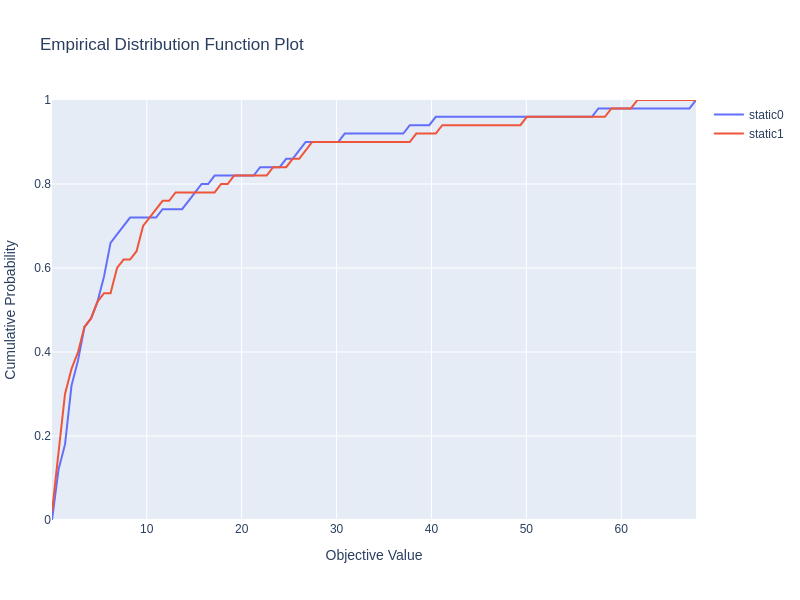 Empirical Distribution Function Plot
static0
static1
1
0.8
0.6
0.4
0.2
0
Cumulative Probability
10
20
30
40
50
60
Objective Value